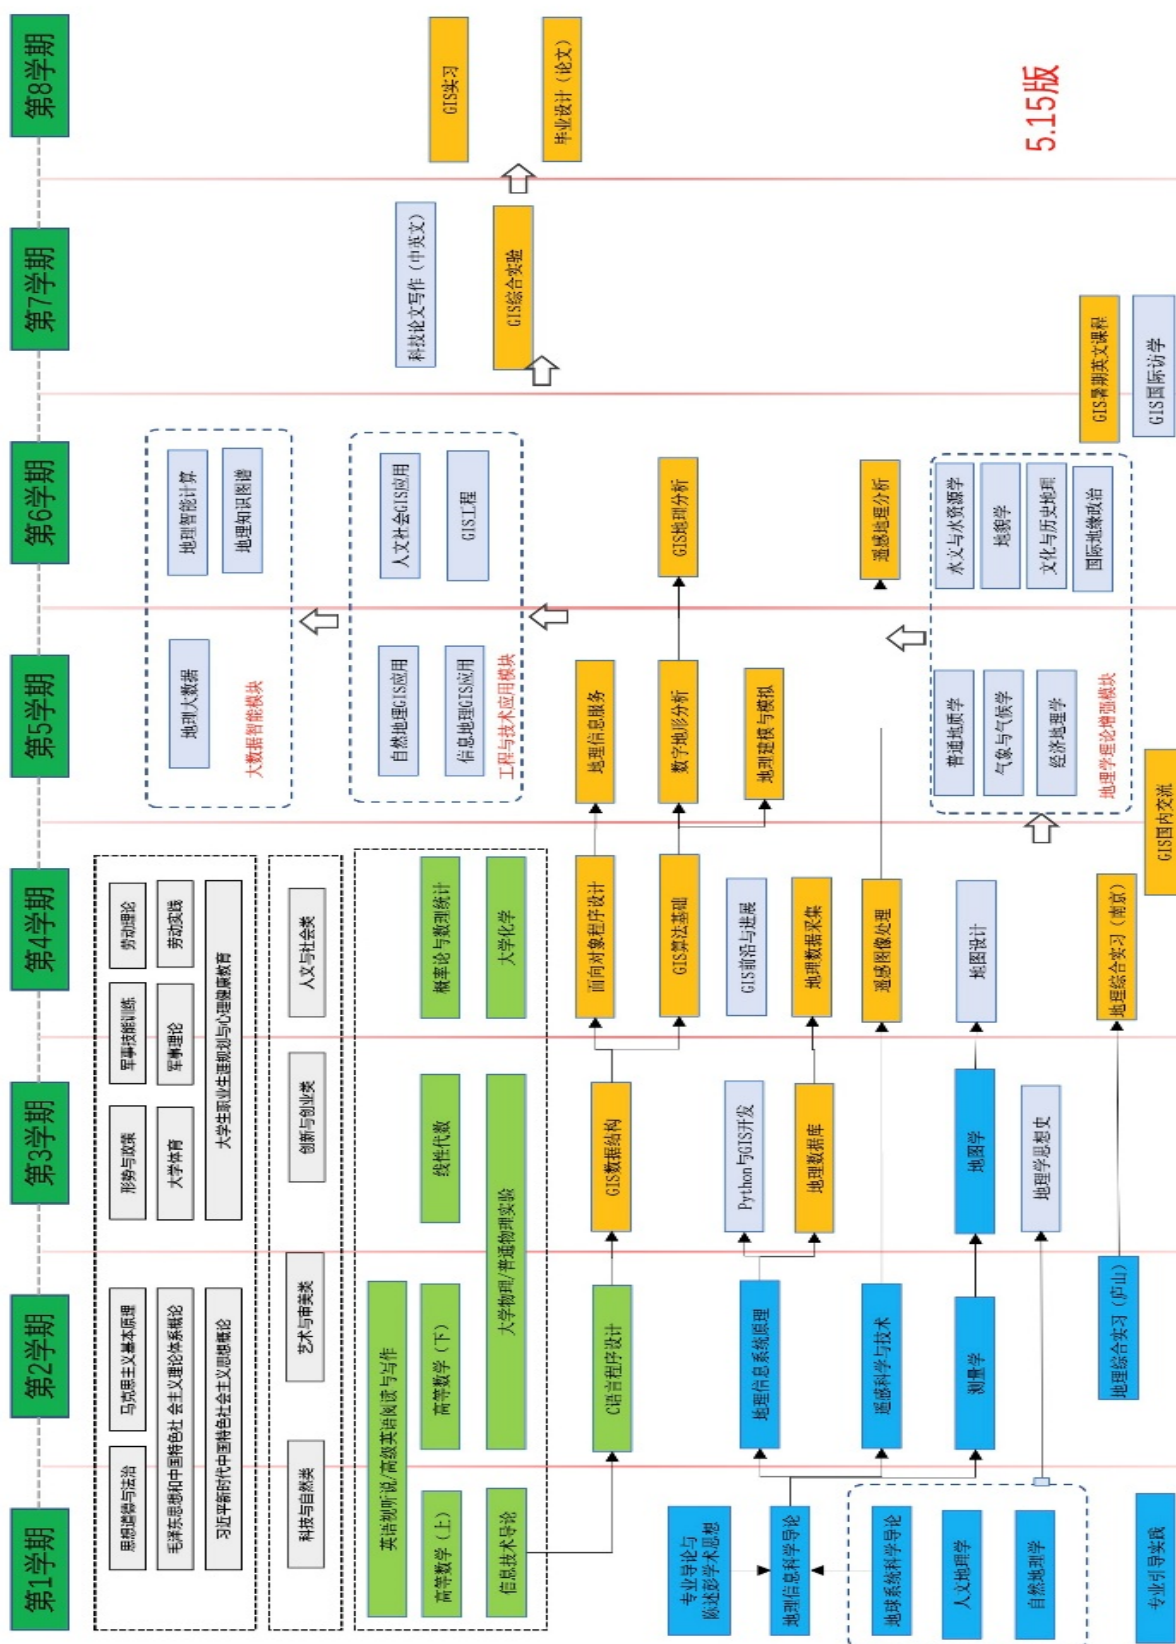 第1学期
第2学期
第3学期
第4学期
第5学期
第6学期
第7学期
第8学期
思想道德与法治
马克思主义基本原理
形势与政策
军事技能训练
劳动理论
毛泽东思想和中国特色社会主义理论体系概论
大学体育
军事理论
劳动实践
习近平新时代中国特色社会主义思想概论
大学生职业生涯规划与心理健康教育
科技与自然类
艺术与审美类
创新与创业类
人文与社会类
英语视听说/高级英语阅读与写作
高等数学（上）
高等数学（下）
线性代数
概率论与数理统计
信息技术导论
大学物理/普通物理实验
大学化学
地理大数据
地理智能计算
地理知识图谱
大数据智能模块
自然地理GIS应用
人文社会GIS应用
信息地理GIS应用
GIS工程
工程与技术应用模块
科技论文写作（中英文）
GIS综合实验
GIS实习
毕业设计（论文）
C语言程序设计
GIS数据结构
面向对象程序设计
地理信息服务
GIS算法基础
数字地形分析
GIS地理分析
地理建模与模拟
专业导论与
陈述彭学术思想
地理信息科学导论
地理信息系统原理
Python与GIS开发
GIS前沿与进展
地理数据库
地理数据采集
地球系统科学导论
遥感科学与技术
遥感图像处理
遥感地理分析
人文地理学
测量学
地图学
地图设计
自然地理学
地理学思想史
普通地质学
水文与水资源学
气象与气候学
地貌学
经济地理学
文化与历史地理
国际地缘政治
地理学理论增强模块
专业引导实践
地理综合实习（庐山）
地理综合实习（南京）
GIS国内交流
GIS暑期英文课程
GIS国际访学
5.15版